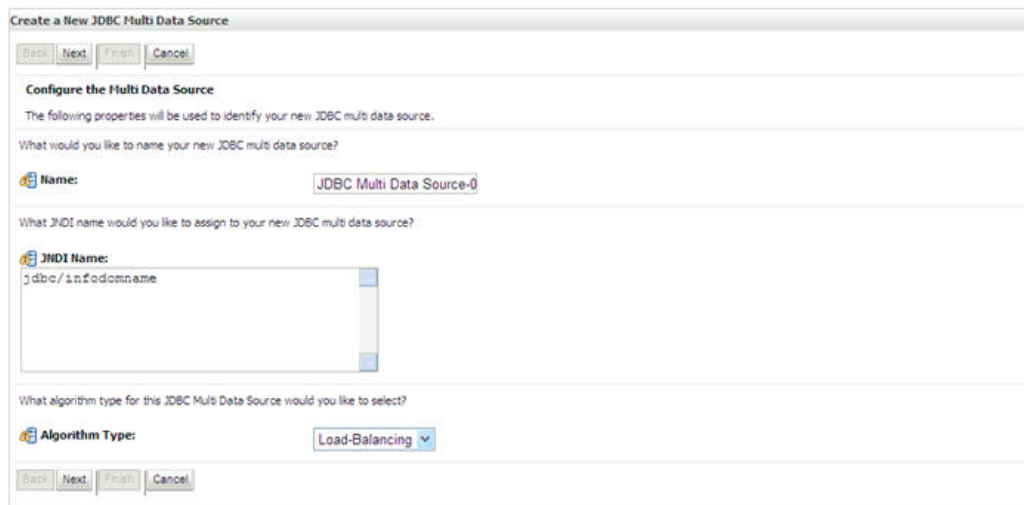 Create a New JDBC Multi Data Source
Back Next Finish Cancel
Configure the Multi Data Source
The following properties will be used to identify your new JDBC multi data source.
What would you like to name your new JDBC multi data source?
Name: JDBC Multi Data Source-0
What JNDI name would you like to assign to your new JDBC multi data source?
JNDI Name:
jdbc/infodomname
What algorithm type for this JDBC Multi Data Source would you like to select?
Algorithm Type: Load-Balancing
Back Next Finish Cancel